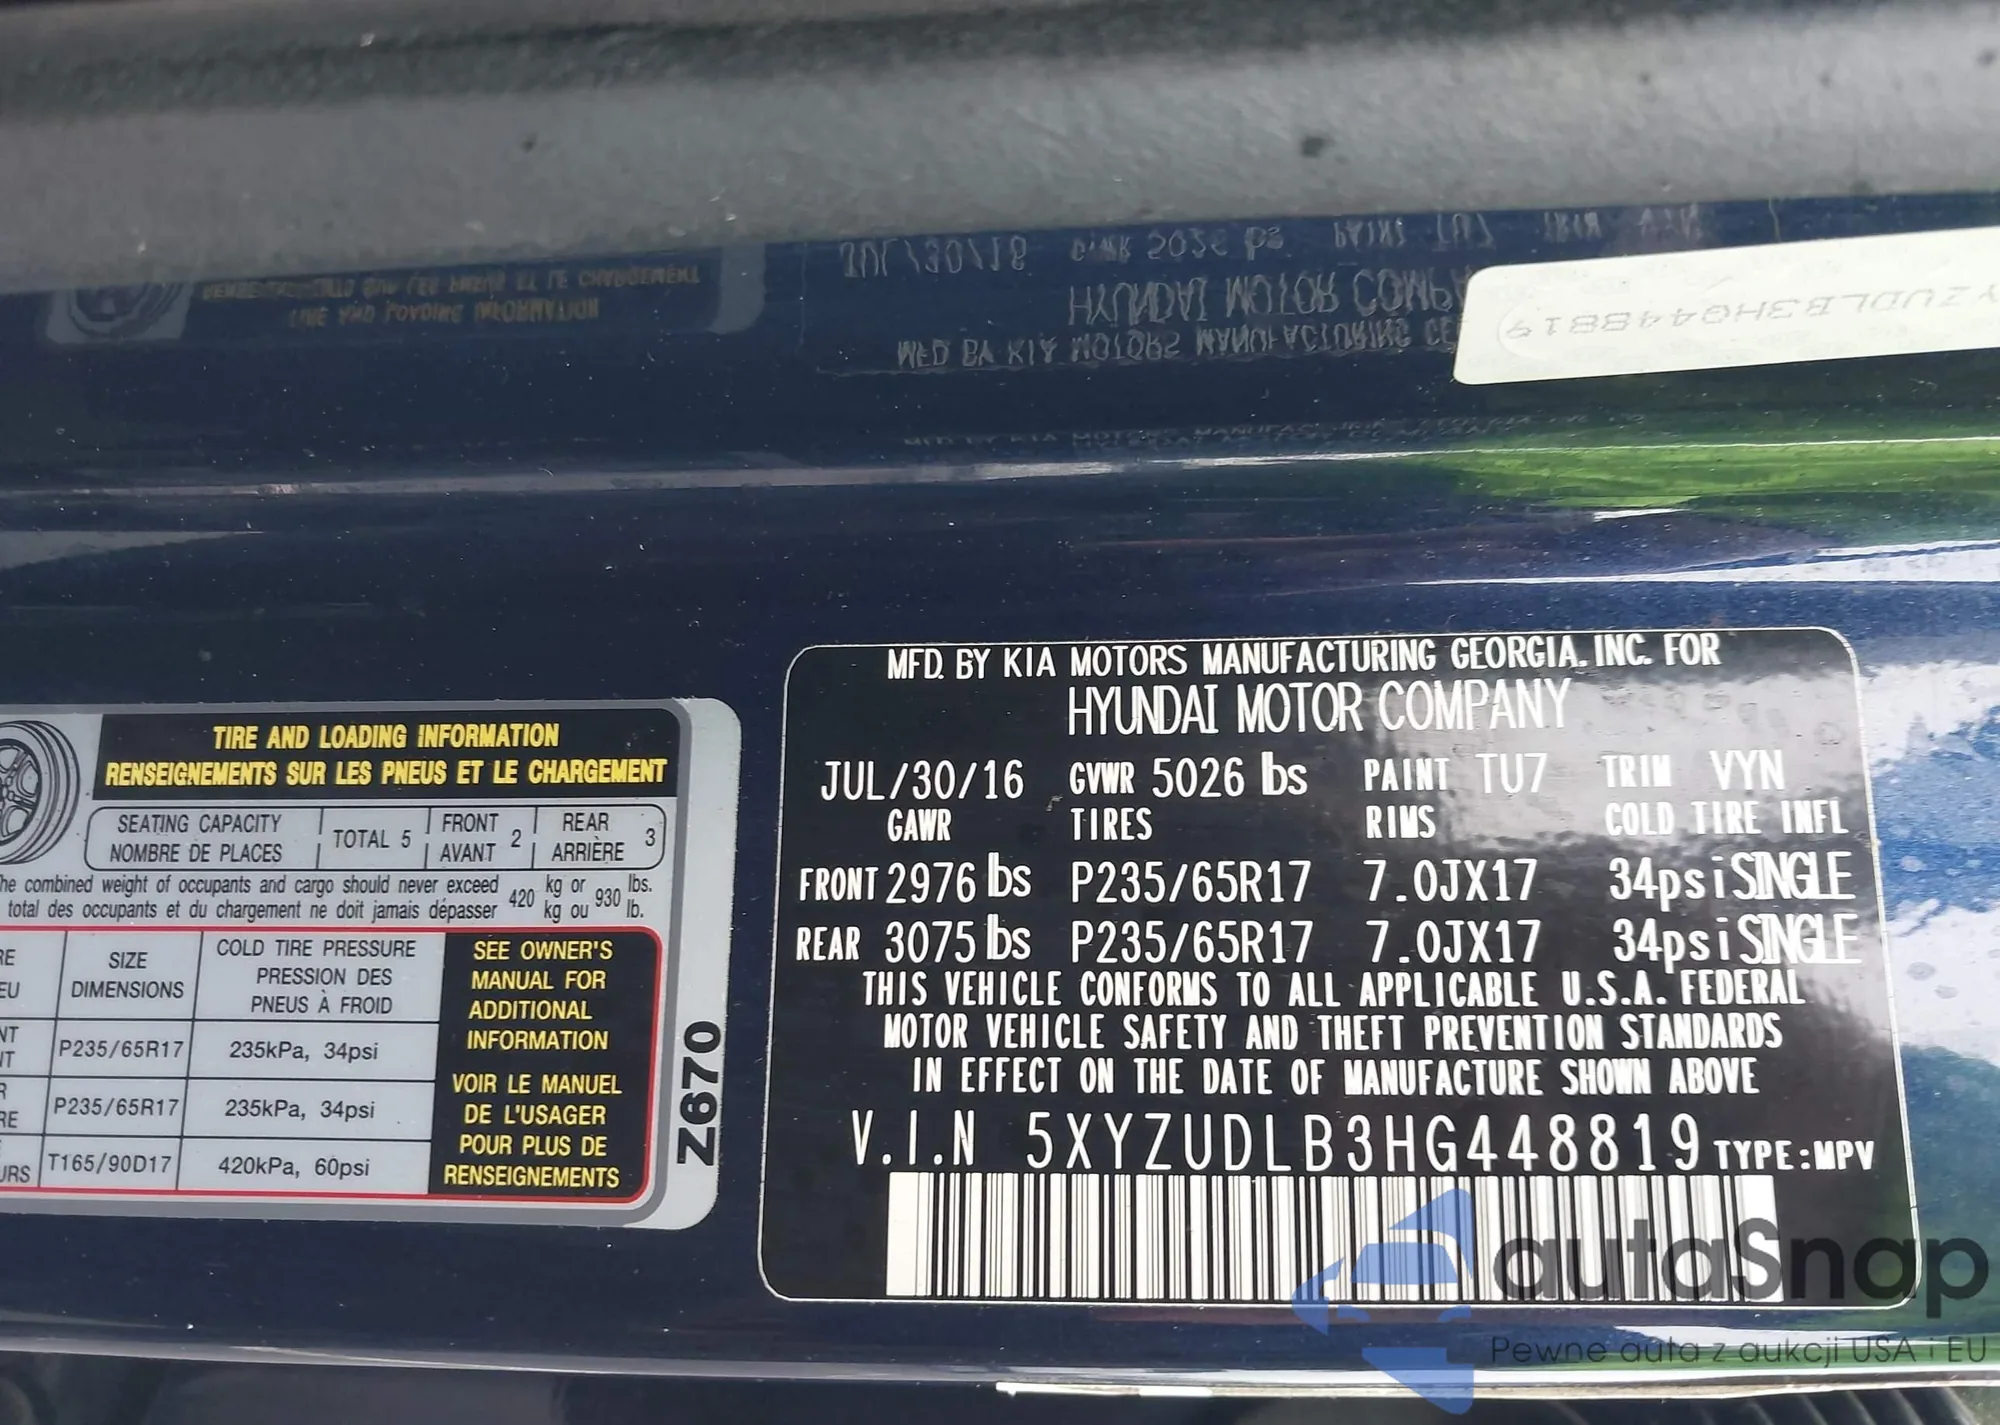 YZUDLB3HG448819
TIRE AND LOADING INFORMATION
RENSEIGNEMENTS SUR LES PNEUS ET LE CHARGEMENT
SEATING CAPACITY
NOMBRE DE PLACES
TOTAL 5
FRONT
AVANT
2
REAR
ARRIÈRE
3
he combined weight of occupants and cargo should never exceed 420 kg or 930 lbs.
total des occupants et du chargement ne doit jamais dépasser kg ou lb.
SIZE
DIMENSIONS
COLD TIRE PRESSURE
PRESSION DES
PNEUS À FROID
P235/65R17 235kPa, 34psi
P235/65R17 235kPa, 34psi
T165/90D17 420kPa, 60psi
SEE OWNER'S
MANUAL FOR
ADDITIONAL
INFORMATION
VOIR LE MANUEL
DE L'USAGER
POUR PLUS DE
RENSEIGNEMENTS
Z670
MFD. BY KIA MOTORS MANUFACTURING GEORGIA. INC. FOR
HYUNDAI MOTOR COMPANY
JUL/30/16 GVWR 5026 lbs PAINT TU7 TRIM VYN
GAWR TIRES RIMS COLD TIRE INFL
FRONT 2976 lbs P235/65R17 7.0JX17 34psi SINGLE
REAR 3075 lbs P235/65R17 7.0JX17 34psi SINGLE
THIS VEHICLE CONFORMS TO ALL APPLICABLE U.S.A. FEDERAL
MOTOR VEHICLE SAFETY AND THEFT PREVENTION STANDARDS
IN EFFECT ON THE DATE OF MANUFACTURE SHOWN ABOVE
V.I.N 5XYZUDLB3HG448819 TYPE:MPV
autaSnap
Pewne auta z aukcji USA i EU